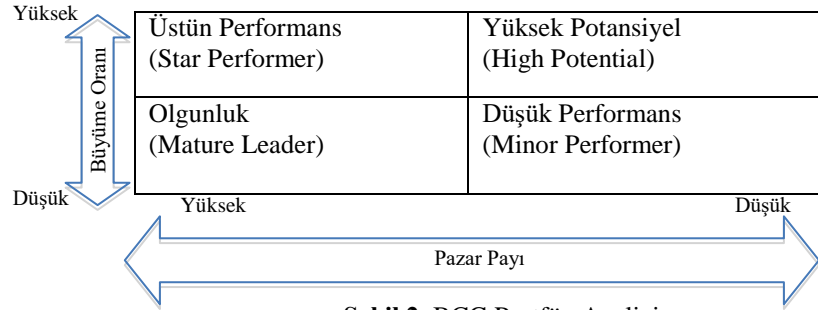 Yüksek
Üstün Performans
(Star Performer)
Yüksek Potansiyel
(High Potential)
Büyüme Oranı
Olgunluk
(Mature Leader)
Düşük Performans
(Minor Performer)
Düşük
Yüksek
Düşük
Pazar Payı